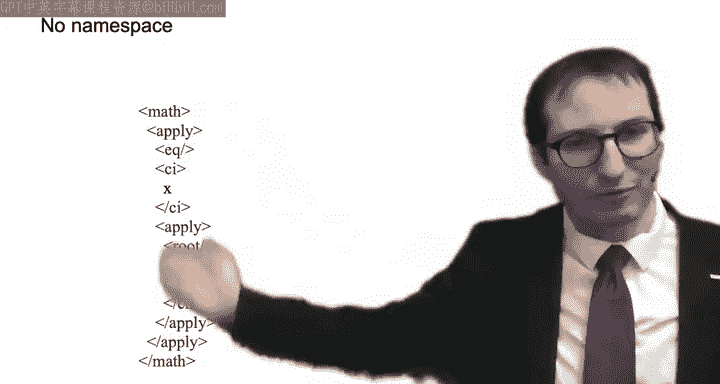 GPT中英字幕课程资源@bilibili.com
No namespace
<math>
<apply>
<eq/>
<ci>
x
</ci>
<apply>
<root/
</apply>
</apply>
</math>